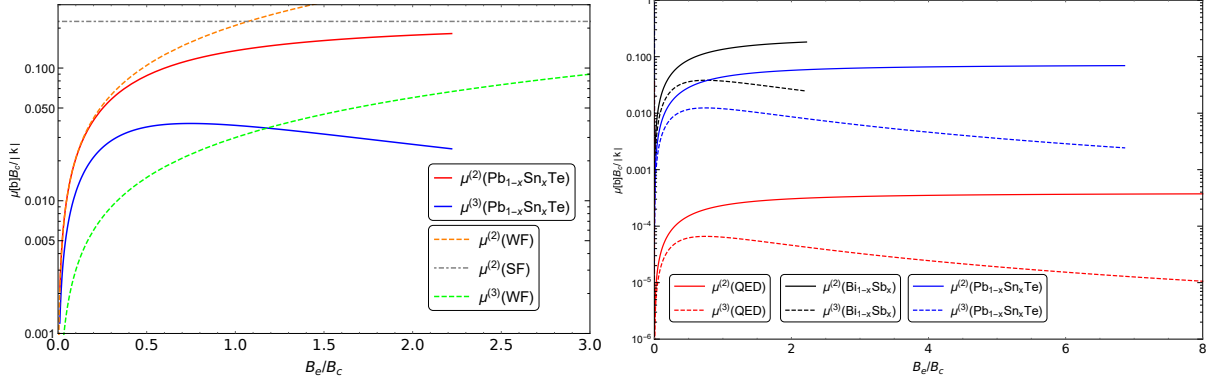 μ[b]B_c/|k|
0.100
0.050
0.010
0.005
0.001
0.0
0.5
1.0
1.5
2.0
2.5
3.0
B_e/B_c
μ^(2)(Pb_{1−x}Sn_xTe)
μ^(3)(Pb_{1−x}Sn_xTe)
μ^(2)(WF)
μ^(2)(SF)
μ^(3)(WF)
μ[b]B_c/|k|
1
0.100
0.010
0.001
10^−4
10^−5
10^−6
0
2
4
6
8
B_e/B_c
μ^(2)(QED)
μ^(3)(QED)
μ^(2)(Bi_{1−x}Sb_x)
μ^(3)(Bi_{1−x}Sb_x)
μ^(2)(Pb_{1−x}Sn_xTe)
μ^(3)(Pb_{1−x}Sn_xTe)